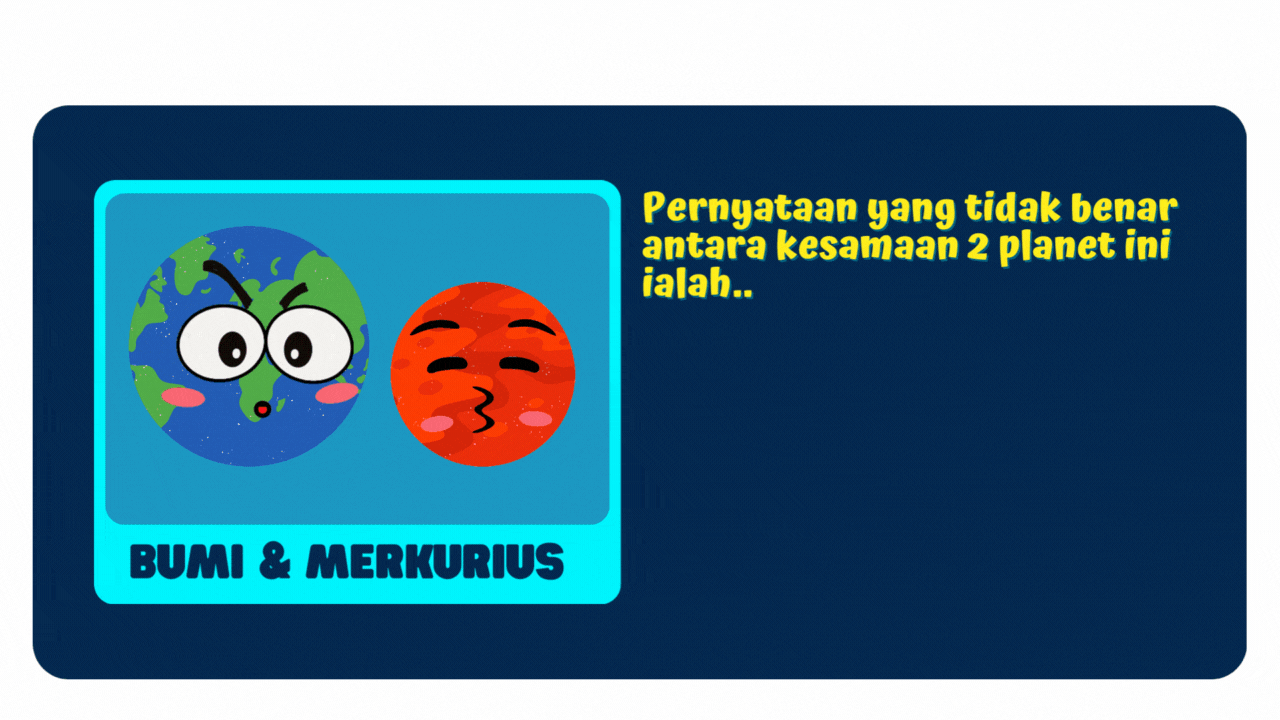 Pernyataan yang tidak benar
antara kesamaan 2 planet ini
ialah..
BUMI & MERKURIUS